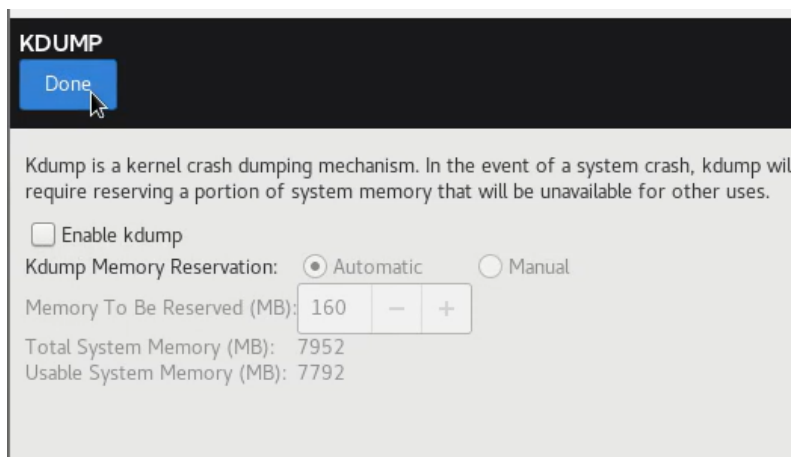 KDUMP
Done
Kdump is a kernel crash dumping mechanism. In the event of a system crash, kdump wil
require reserving a portion of system memory that will be unavailable for other uses.
Enable kdump
Kdump Memory Reservation: Automatic Manual
Memory To Be Reserved (MB): 160 − +
Total System Memory (MB): 7952
Usable System Memory (MB): 7792